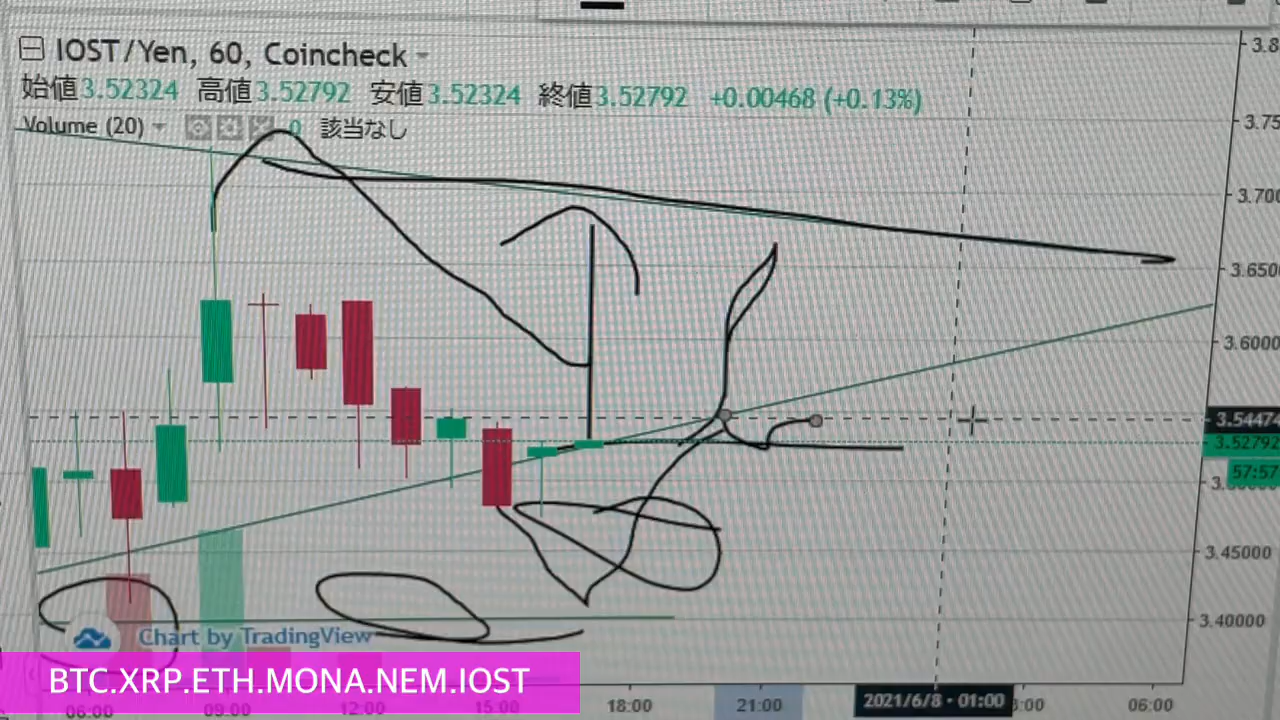 IOST/Yen, 60, Coincheck
始値3.52324 高値3.52792 安値3.52324 終値3.52792 +0.00468 (+0.13%)
Volume (20) 0 該当なし
3.8
3.75
3.700
3.650
3.6000
3.54474
3.52792
57:57
3.45000
3.40000
Chart by TradingView
BTC.XRP.ETH.MONA.NEM.IOST
06:00 09:00 12:00 15:00 18:00 21:00 2021/6/8 - 01:00 3:00 06:00